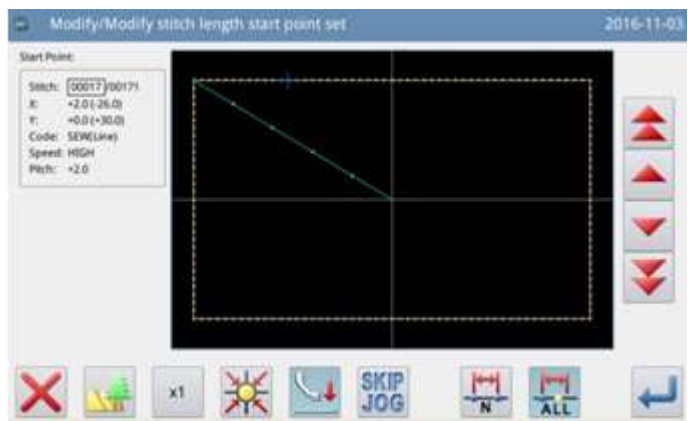 Modify/Modify stitch length start point set 2016-11-03
Start Point:
Stitch: 00017/00171
X: +2.0(-26.0)
Y: +0.0(+30.0)
Code: SEW(Line)
Speed: HIGH
Pitch: +2.0
x1
SKIP
JOG
N
ALL